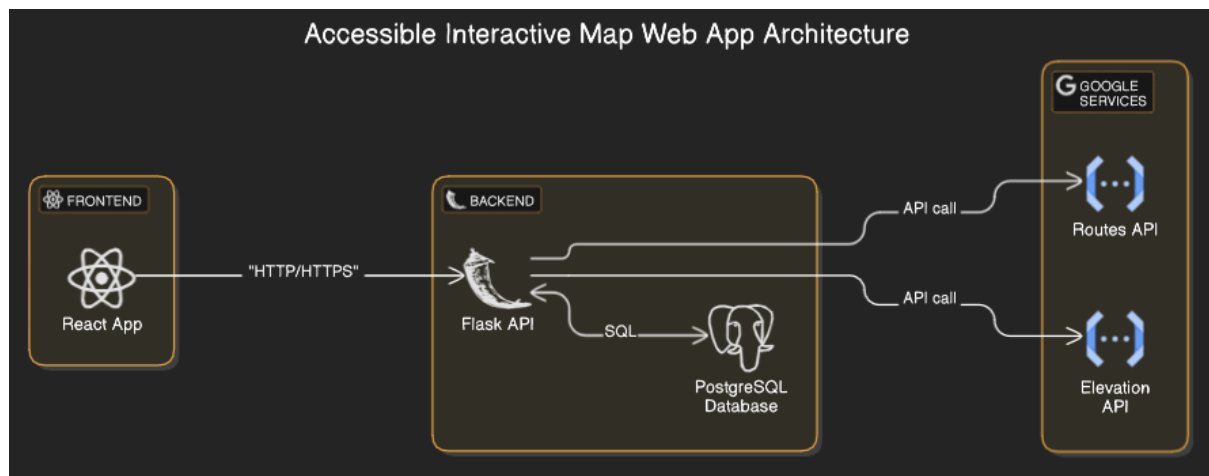 Accessible Interactive Map Web App Architecture
GOOGLE
SERVICES
FRONTEND
BACKEND
API call
Routes API
"HTTP/HTTPS"
React App
Flask API
SQL
API call
PostgreSQL
Database
Elevation
API